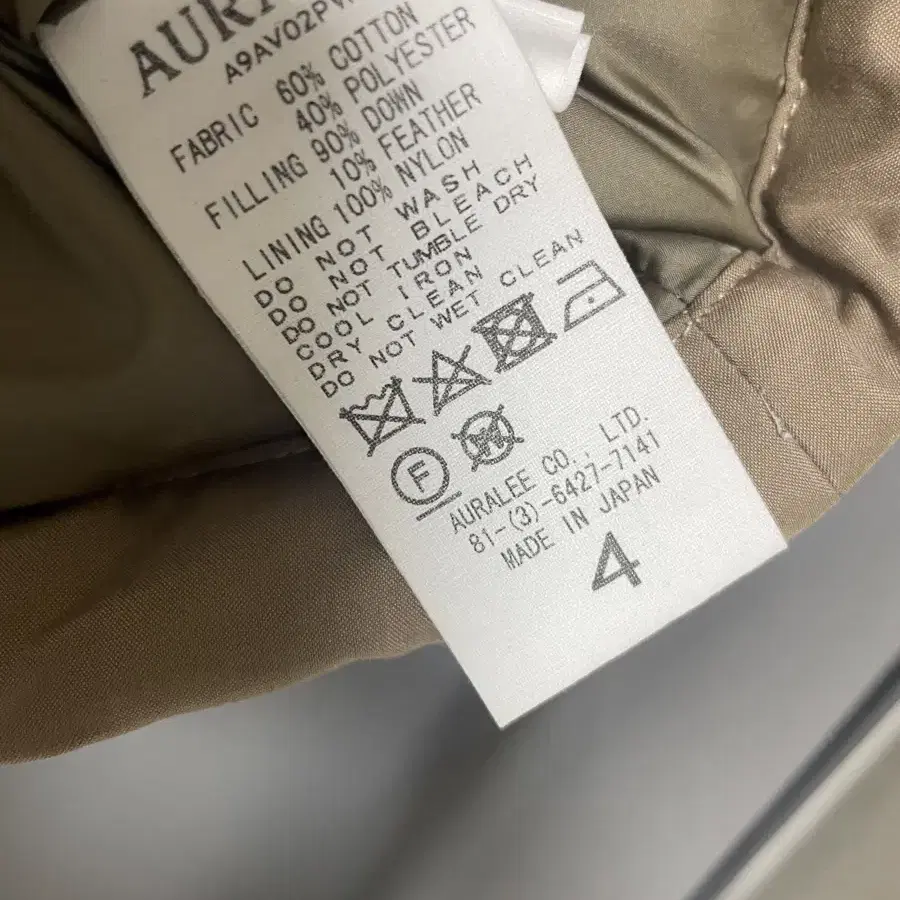 FABRIC 60% COTTON
40% POLYESTER
FILLING 90% DOWN
10% FEATHER
LINING 100% NYLON
DO NOT WASH
DO NOT BLEACH
DO NOT TUMBLE DRY
COOL IRON
DRY CLEAN
DO NOT WET CLEAN
F
W
AURALEE CO., LTD.
81-(3)-6427-7141
MADE IN JAPAN
4